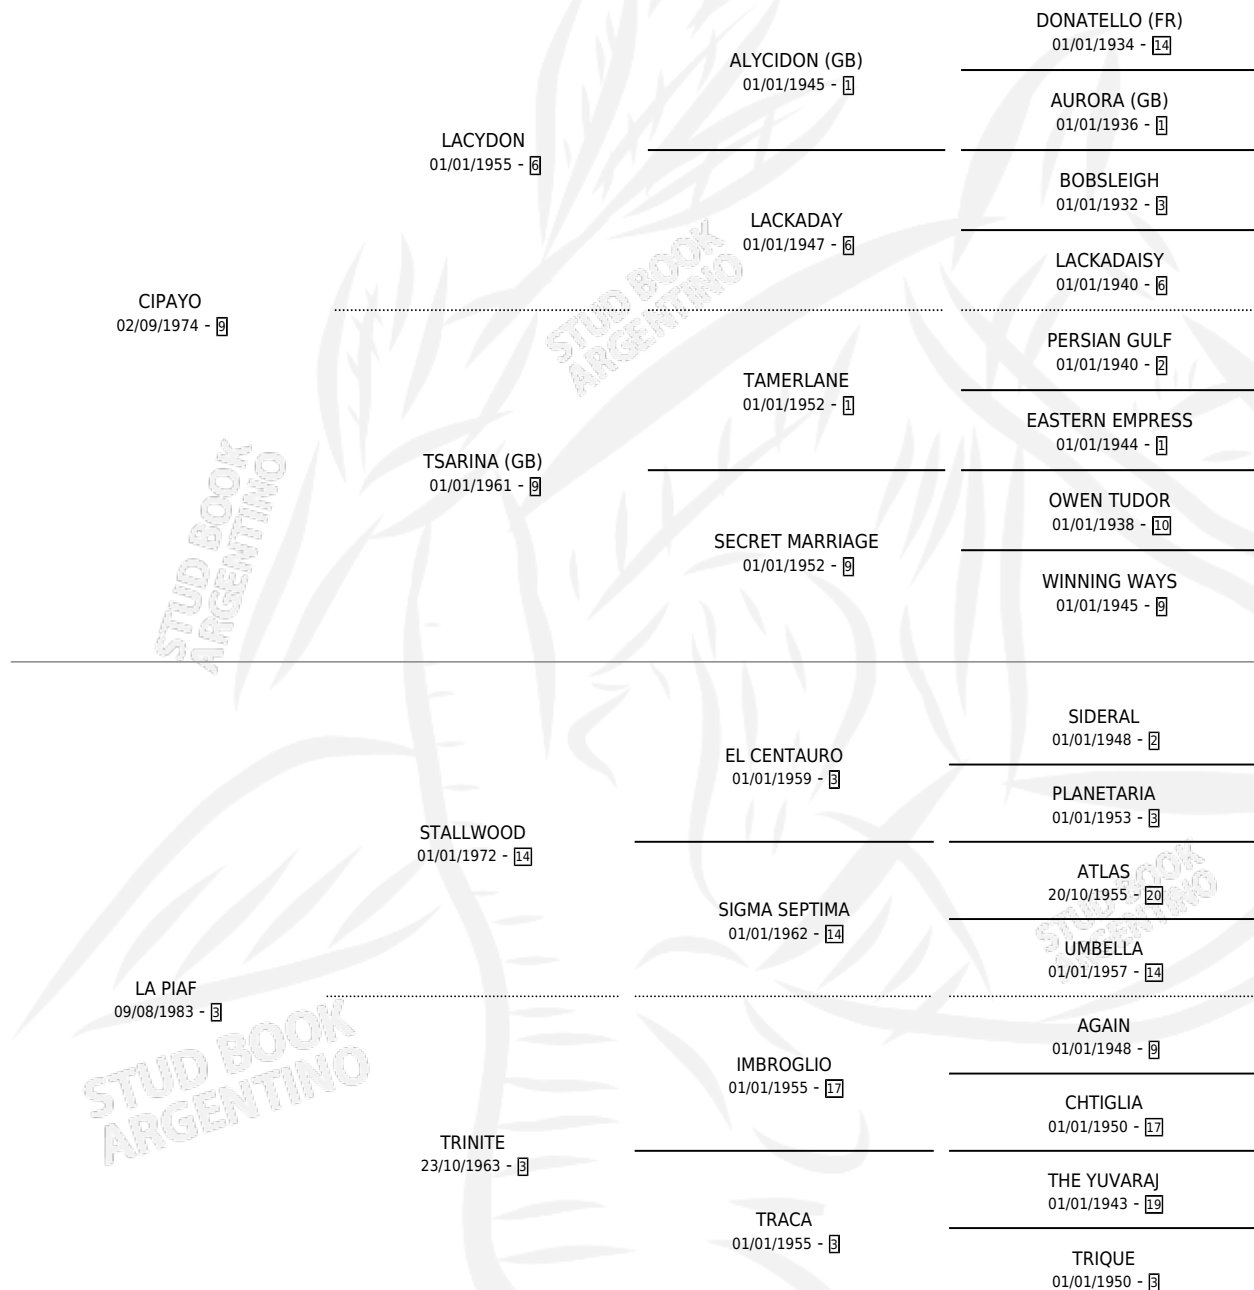 DONATELLO (FR)
01/01/1934 - 14
ALYCIDON (GB)
01/01/1945 - 1
AURORA (GB)
01/01/1936 - 1
LACYDON
01/01/1955 - 6
BOBSLEIGH
01/01/1932 - 3
LACKADAY
01/01/1947 - 6
LACKADAISY
01/01/1940 - 6
CIPAYO
02/09/1974 - 9
PERSIAN GULF
01/01/1940 - 2
TAMERLANE
01/01/1952 - 1
EASTERN EMPRESS
01/01/1944 - 1
TSARINA (GB)
01/01/1961 - 9
OWEN TUDOR
01/01/1938 - 10
SECRET MARRIAGE
01/01/1952 - 9
WINNING WAYS
01/01/1945 - 9
SIDERAL
01/01/1948 - 2
EL CENTAURO
01/01/1959 - 3
PLANETARIA
01/01/1953 - 3
STALLWOOD
01/01/1972 - 14
ATLAS
20/10/1955 - 20
SIGMA SEPTIMA
01/01/1962 - 14
UMBELLA
01/01/1957 - 14
LA PIAF
09/08/1983 - 3
AGAIN
01/01/1948 - 9
IMBROGLIO
01/01/1955 - 17
CHTIGLIA
01/01/1950 - 17
TRINITE
23/10/1963 - 3
THE YUVARAJ
01/01/1943 - 19
TRACA
01/01/1955 - 3
TRIQUE
01/01/1950 - 3
STUD BOOK
ARGENTINO
STUD BOOK
ARGENTINO
STUD BOOK
ARGENTINO
STUD BOOK
ARGENTINO